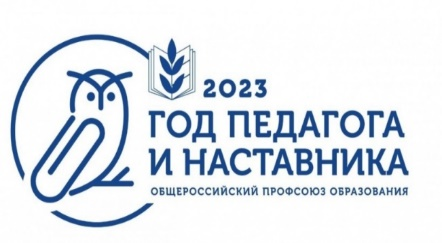 2023
ГОД ПЕДАГОГА
И НАСТАВНИКА
ОБЩЕРОССИЙСКИЙ ПРОФСОЮЗ ОБРАЗОВАНИЯ